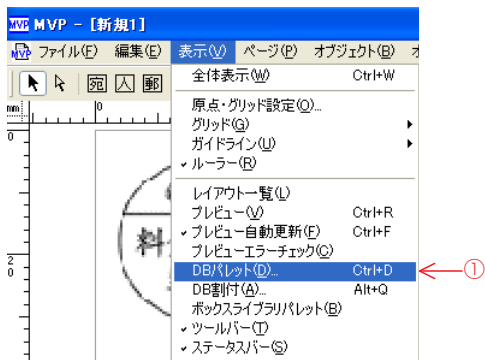 MVP MVP - [新規1]
MVP ファイル(F) 編集(E) 表示(V) ページ(P) オブジェクト(B)
宛 人 郵
全体表示(W) Ctrl+W
mm 0
原点・グリッド設定(O)...
グリッド(G)
ガイドライン(U)
0
ルーラー(R)
レイアウト一覧(L)
プレビュー(V) Ctrl+R
プレビュー自動更新(F) Ctrl+F
料
プレビューエラーチェック(C)
20
DBパレット(D)... Ctrl+D ①
DB割付(A)... Alt+Q
ボックスライブラリパレット(B)
ツールバー(T)
ステータスバー(S)